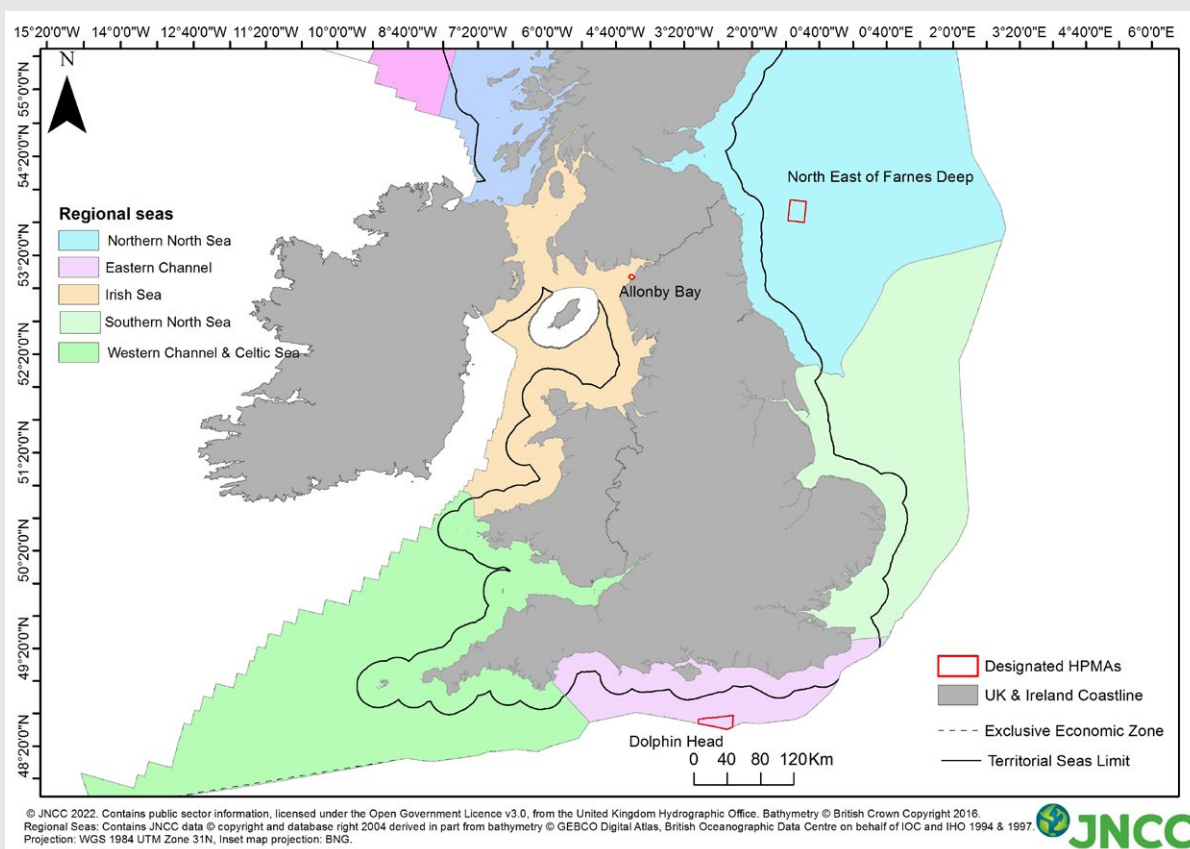 15°20'0"W 14°0'0"W 12°40'0"W 11°20'0"W 10°0'0"W 8°40'0"W 7°20'0"W 6°0'0"W 4°40'0"W 3°20'0"W 2°0'0"W 0°40'0"W 0°40'0"E 2°0'0"E 3°20'0"E 4°40'0"E 6°0'0"E
N
55°0'0"N
54°20'0"N
53°20'0"N
52°20'0"N
51°20'0"N
50°20'0"N
49°20'0"N
48°20'0"N
Regional seas
Northern North Sea
Eastern Channel
Irish Sea
Southern North Sea
Western Channel & Celtic Sea
North East of Farnes Deep
Allonby Bay
Dolphin Head
0 40 80 120 Km
Designated HPMAs
UK & Ireland Coastline
Exclusive Economic Zone
Territorial Seas Limit
© JNCC 2022. Contains public sector information, licensed under the Open Government Licence v3.0, from the United Kingdom Hydrographic Office. Bathymetry © British Crown Copyright 2016.
Regional Seas: Contains JNCC data © copyright and database right 2004 derived in part from bathymetry © GEBCO Digital Atlas, British Oceanographic Data Centre on behalf of IOC and IHO 1994 & 1997.
Projection: WGS 1984 UTM Zone 31N, Inset map projection: BNG.
JNCC